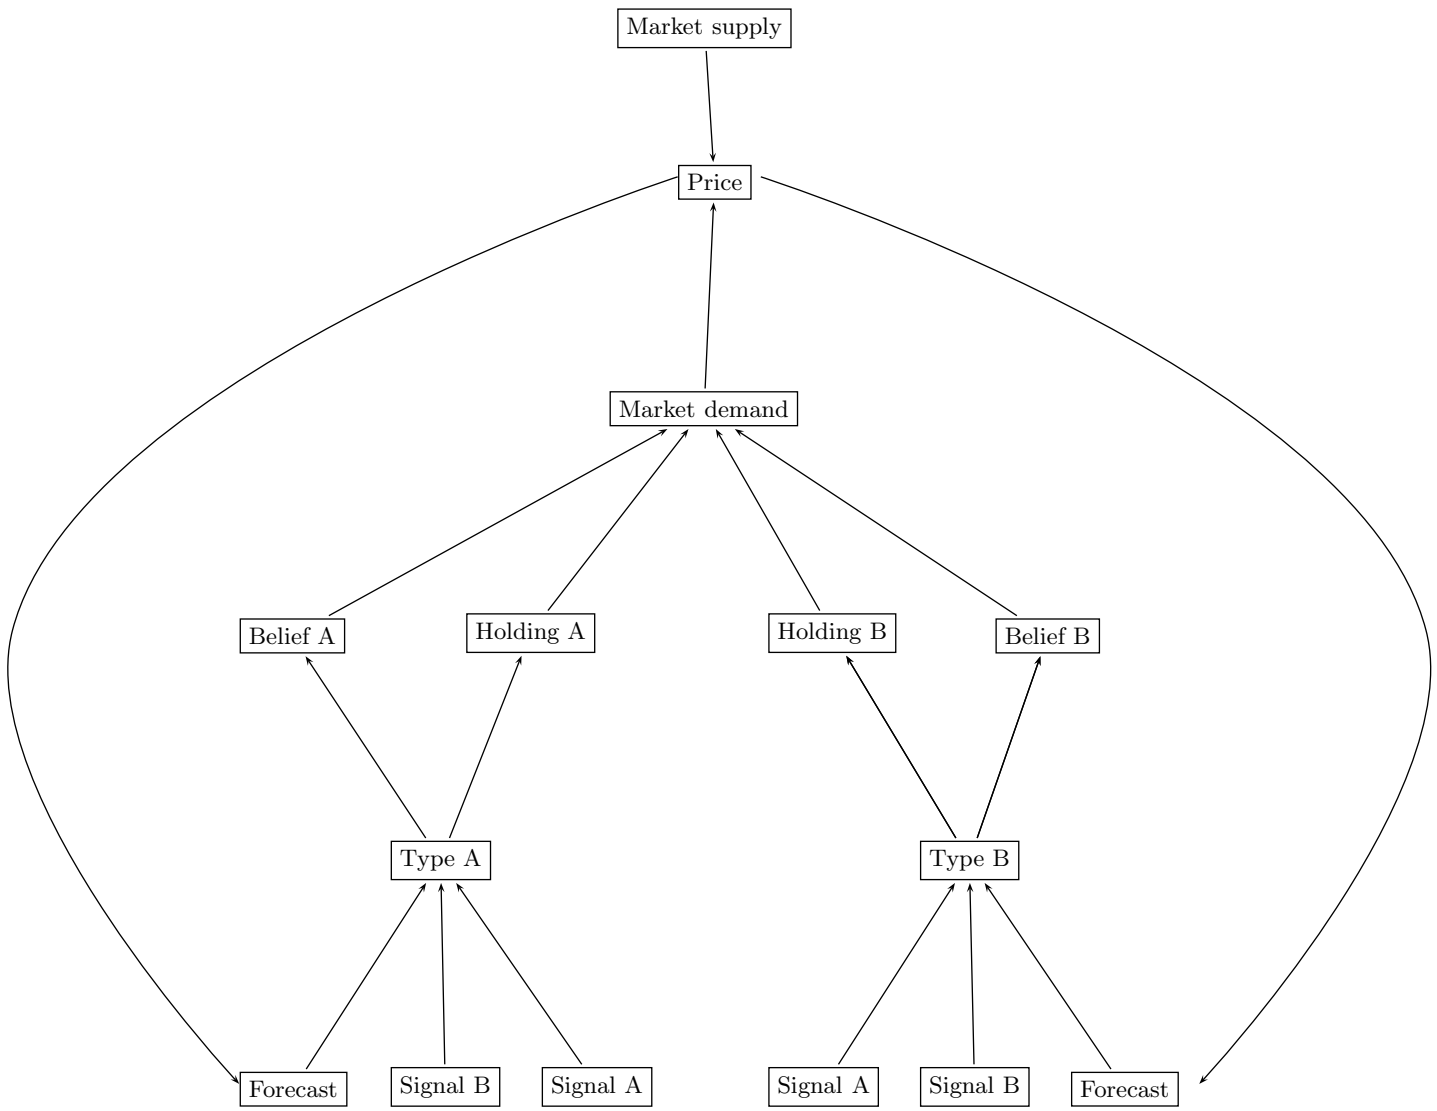 Market supply
Price
Market demand
Belief A
Holding A
Holding B
Belief B
Type A
Type B
Forecast
Signal B
Signal A
Signal A
Signal B
Forecast